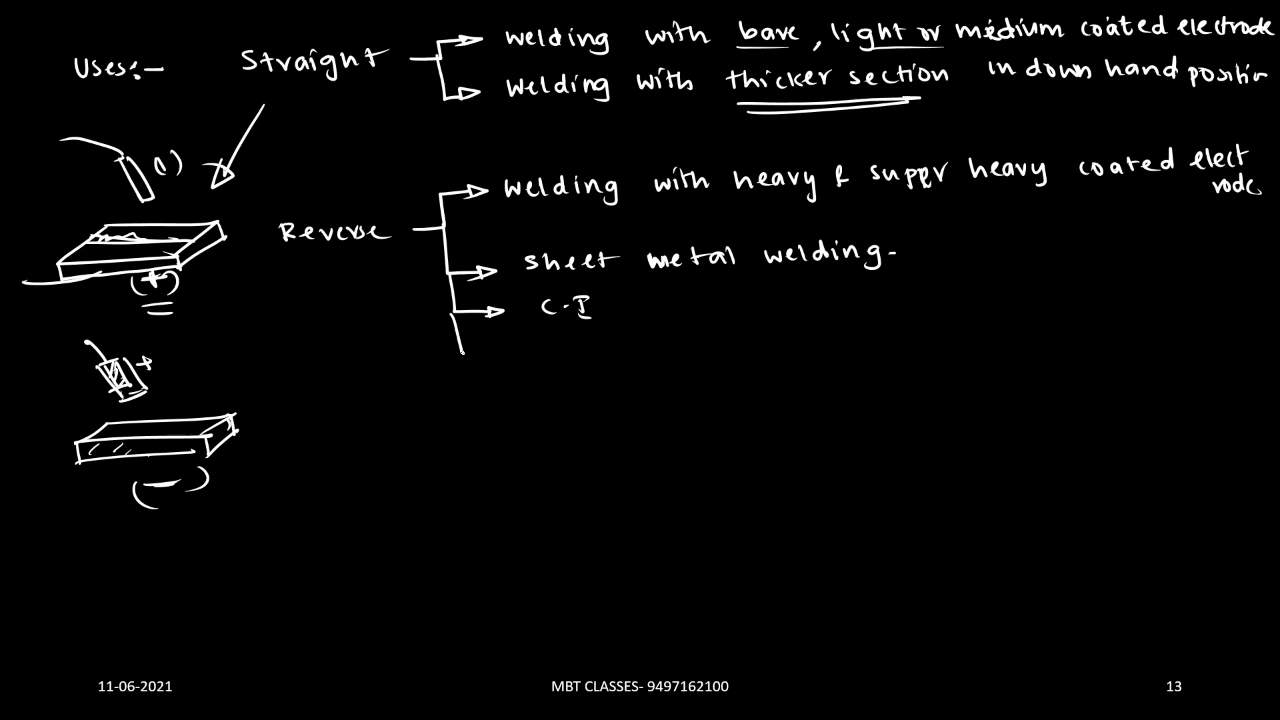 Uses:- Straight welding with bare, light or medium coated electrode
welding with thicker section in down hand position
(-)
Reverse welding with heavy & supper heavy coated elect
rode
sheet metal welding.
(+)
C.I
+
(-)
11-06-2021 MBT CLASSES- 9497162100 13